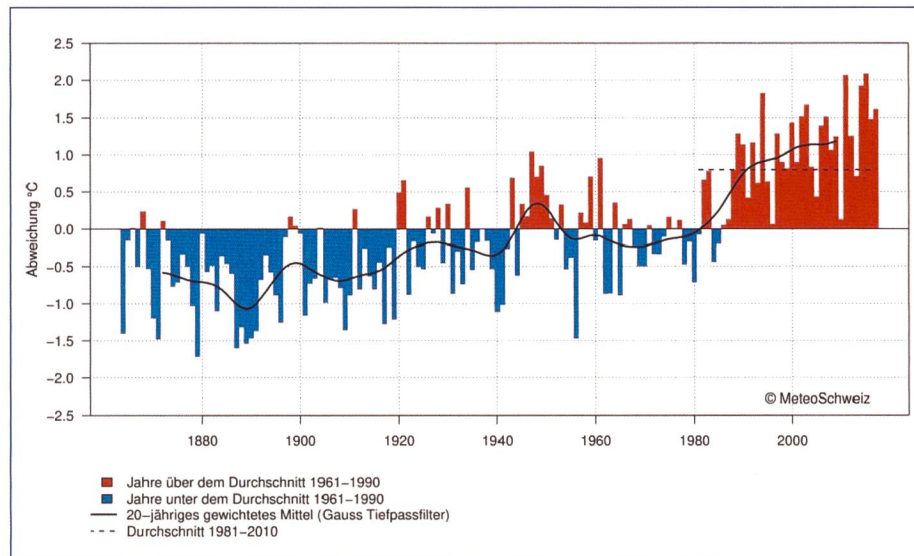 2.5
2.0
1.5
1.0
0.5
0.0
-0.5
-1.0
-1.5
-2.0
-2.5
Abweichung °C
© MeteoSchweiz
1880 1900 1920 1940 1960 1980 2000
Jahre über dem Durchschnitt 1961–1990
Jahre unter dem Durchschnitt 1961–1990
20–jähriges gewichtetes Mittel (Gauss Tiefpassfilter)
Durchschnitt 1981–2010